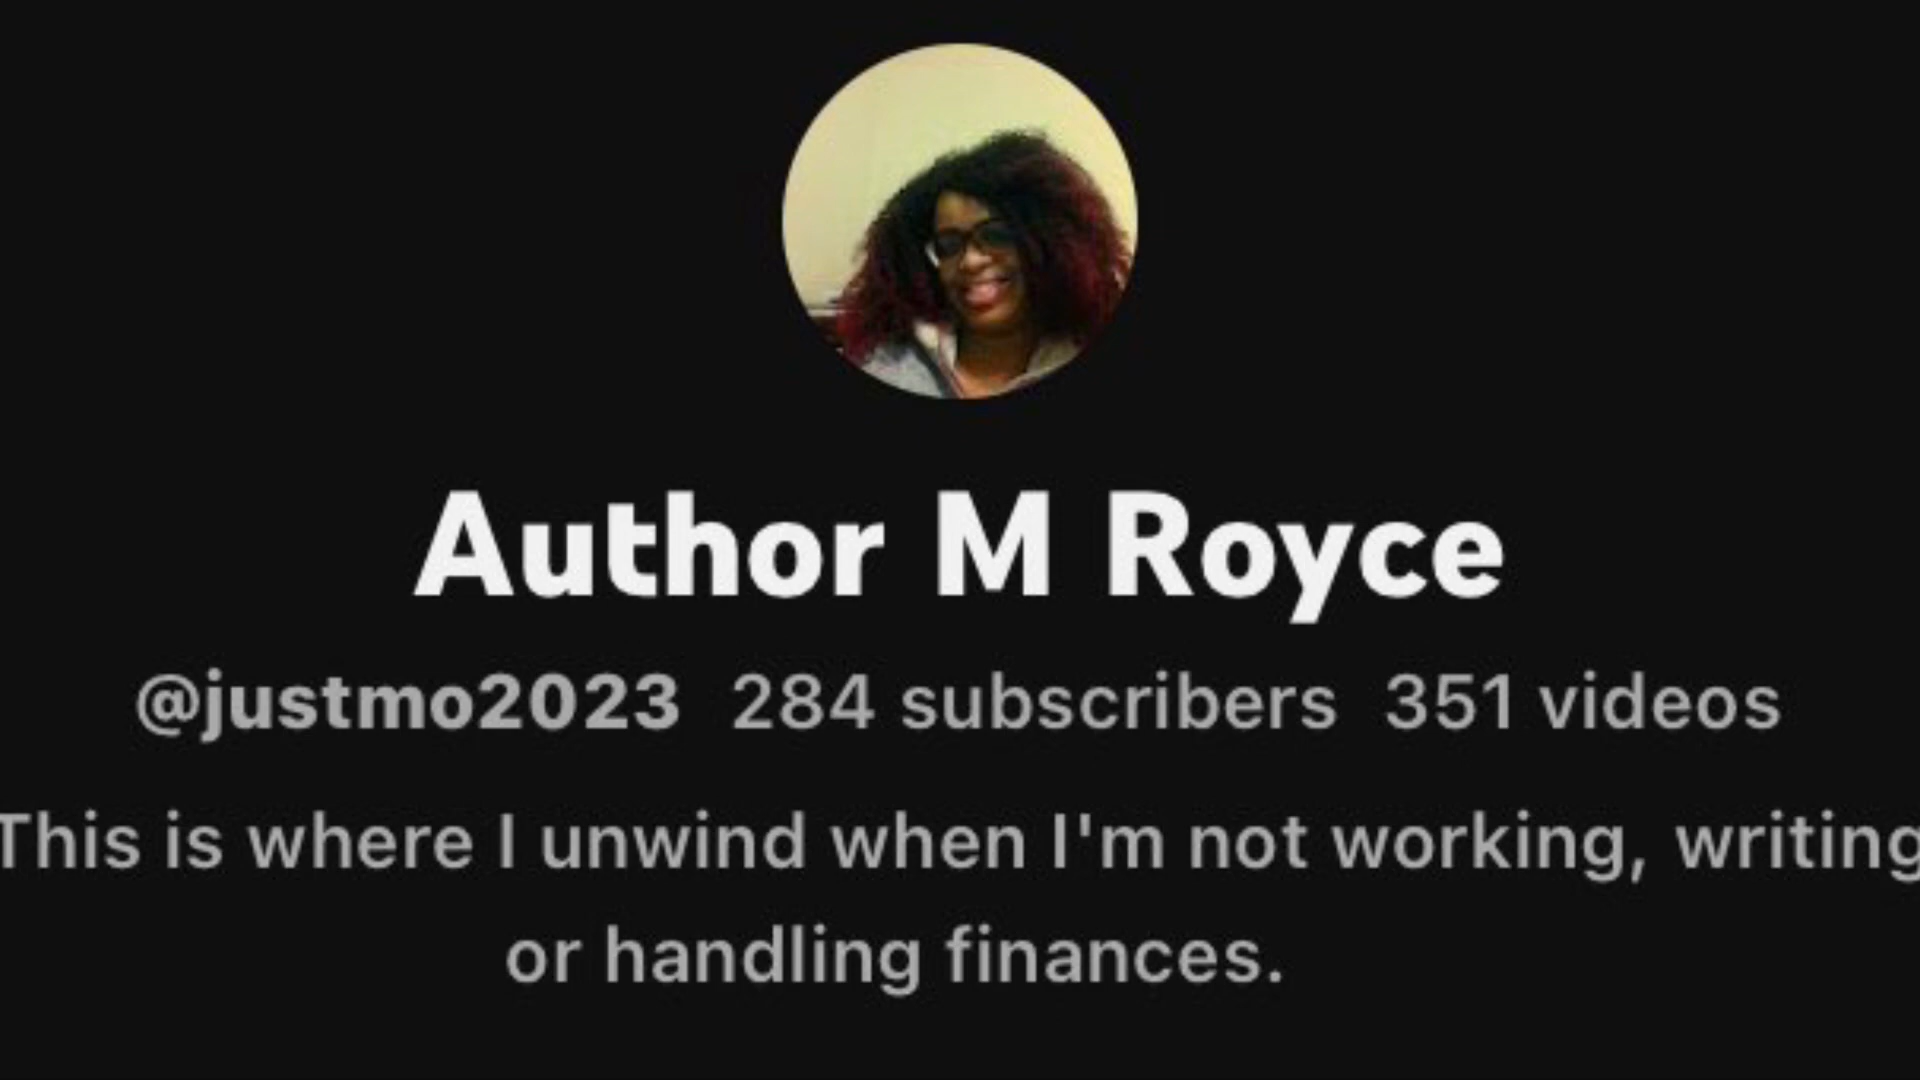 Author M Royce
@justmo2023 284 subscribers 351 videos
This is where I unwind when I'm not working, writing
or handling finances.